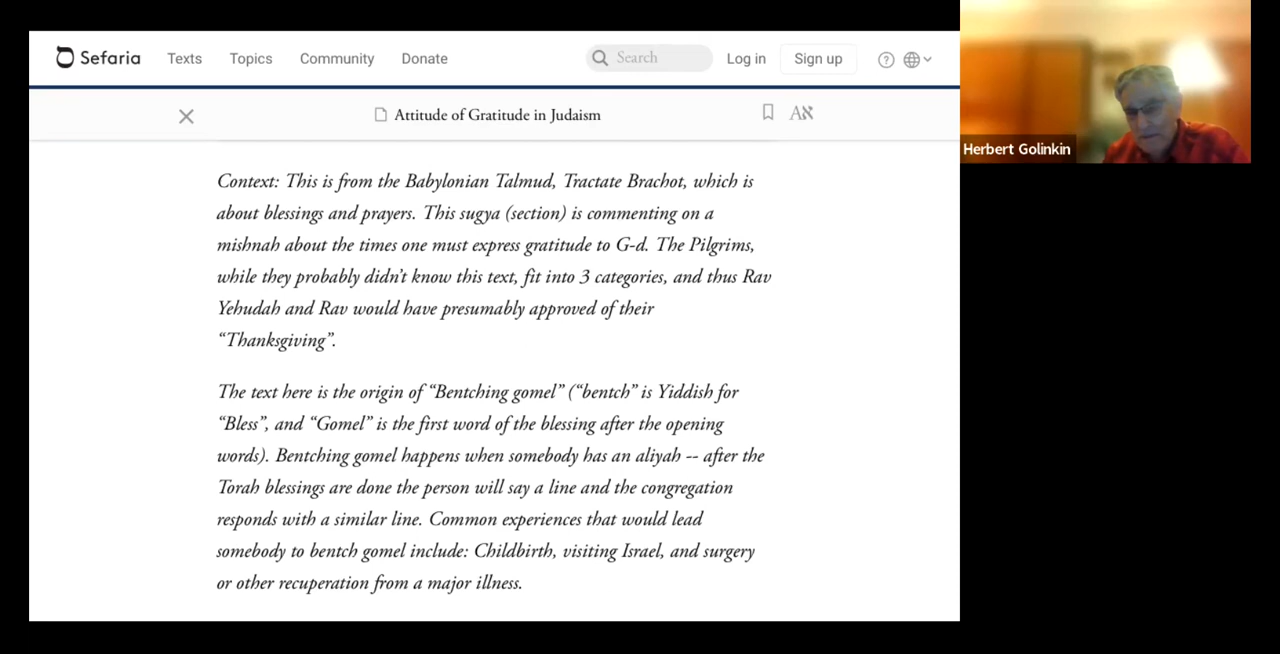 Sefaria Texts Topics Community Donate Search Log in Sign up
Attitude of Gratitude in Judaism Aא
Context: This is from the Babylonian Talmud, Tractate Brachot, which is
about blessings and prayers. This sugya (section) is commenting on a
mishnah about the times one must express gratitude to G-d. The Pilgrims,
while they probably didn't know this text, fit into 3 categories, and thus Rav
Yehudah and Rav would have presumably approved of their
“Thanksgiving”.
The text here is the origin of “Bentching gomel” (“bentch” is Yiddish for
“Bless”, and “Gomel” is the first word of the blessing after the opening
words). Bentching gomel happens when somebody has an aliyah -- after the
Torah blessings are done the person will say a line and the congregation
responds with a similar line. Common experiences that would lead
somebody to bentch gomel include: Childbirth, visiting Israel, and surgery
or other recuperation from a major illness.
Herbert Golinkin